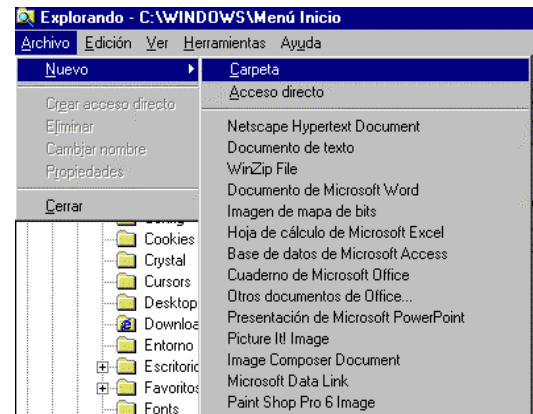 Explorando - C:\WINDOWS\Menú Inicio
Archivo Edición Ver Herramientas Ayuda
Nuevo
Crear acceso directo
Eliminar
Cambiar nombre
Propiedades
Cerrar
Carpeta
Acceso directo
Netscape Hypertext Document
Documento de texto
WinZip File
Documento de Microsoft Word
Imagen de mapa de bits
Hoja de cálculo de Microsoft Excel
Base de datos de Microsoft Access
Cuaderno de Microsoft Office
Otros documentos de Office...
Presentación de Microsoft PowerPoint
Picture It! Image
Image Composer Document
Microsoft Data Link
Paint Shop Pro 6 Image
Cookies
Crystal
Cursors
Desktop
Downloa
Entorno
Escritorio
Favoritos
Fonts